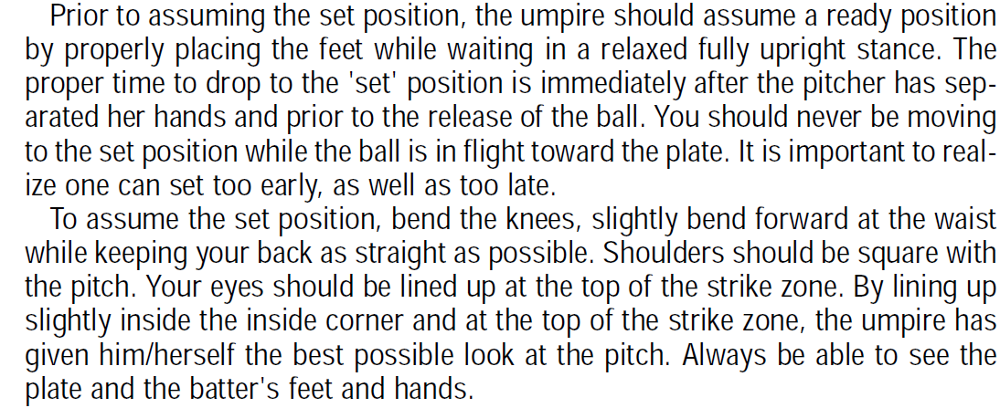 Prior to assuming the set position, the umpire should assume a ready position
by properly placing the feet while waiting in a relaxed fully upright stance. The
proper time to drop to the 'set' position is immediately after the pitcher has sep-
arated her hands and prior to the release of the ball. You should never be moving
to the set position while the ball is in flight toward the plate. It is important to real-
ize one can set too early, as well as too late.
To assume the set position, bend the knees, slightly bend forward at the waist
while keeping your back as straight as possible. Shoulders should be square with
the pitch. Your eyes should be lined up at the top of the strike zone. By lining up
slightly inside the inside corner and at the top of the strike zone, the umpire has
given him/herself the best possible look at the pitch. Always be able to see the
plate and the batter's feet and hands.